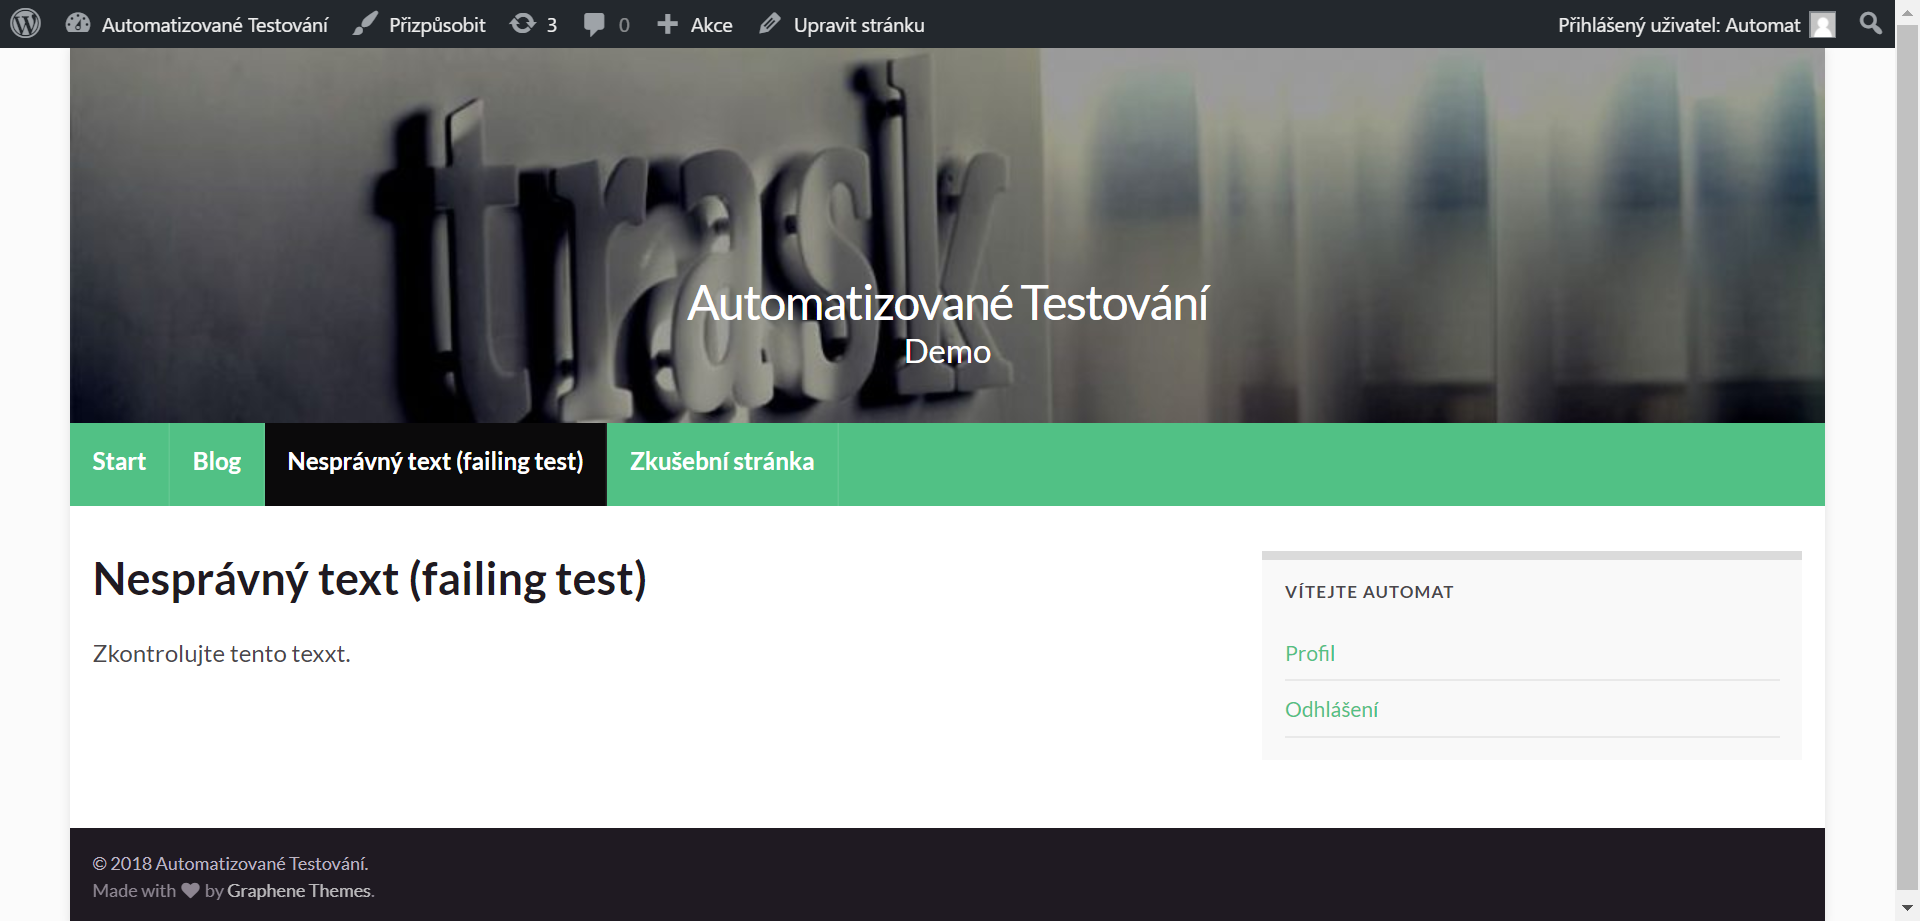 Automatizované Testování
Přizpůsobit
3
0
Akce
Upravit stránku
Přihlášený uživatel: Automat
trask
Automatizované Testování
Demo
Start
Blog
Nesprávný text (failing test)
Zkušební stránka
Nesprávný text (failing test)
Zkontrolujte tento texxt.
VÍTEJTE AUTOMAT
Profil
Odhlášení
© 2018 Automatizované Testování.
Made with ♥ by Graphene Themes.